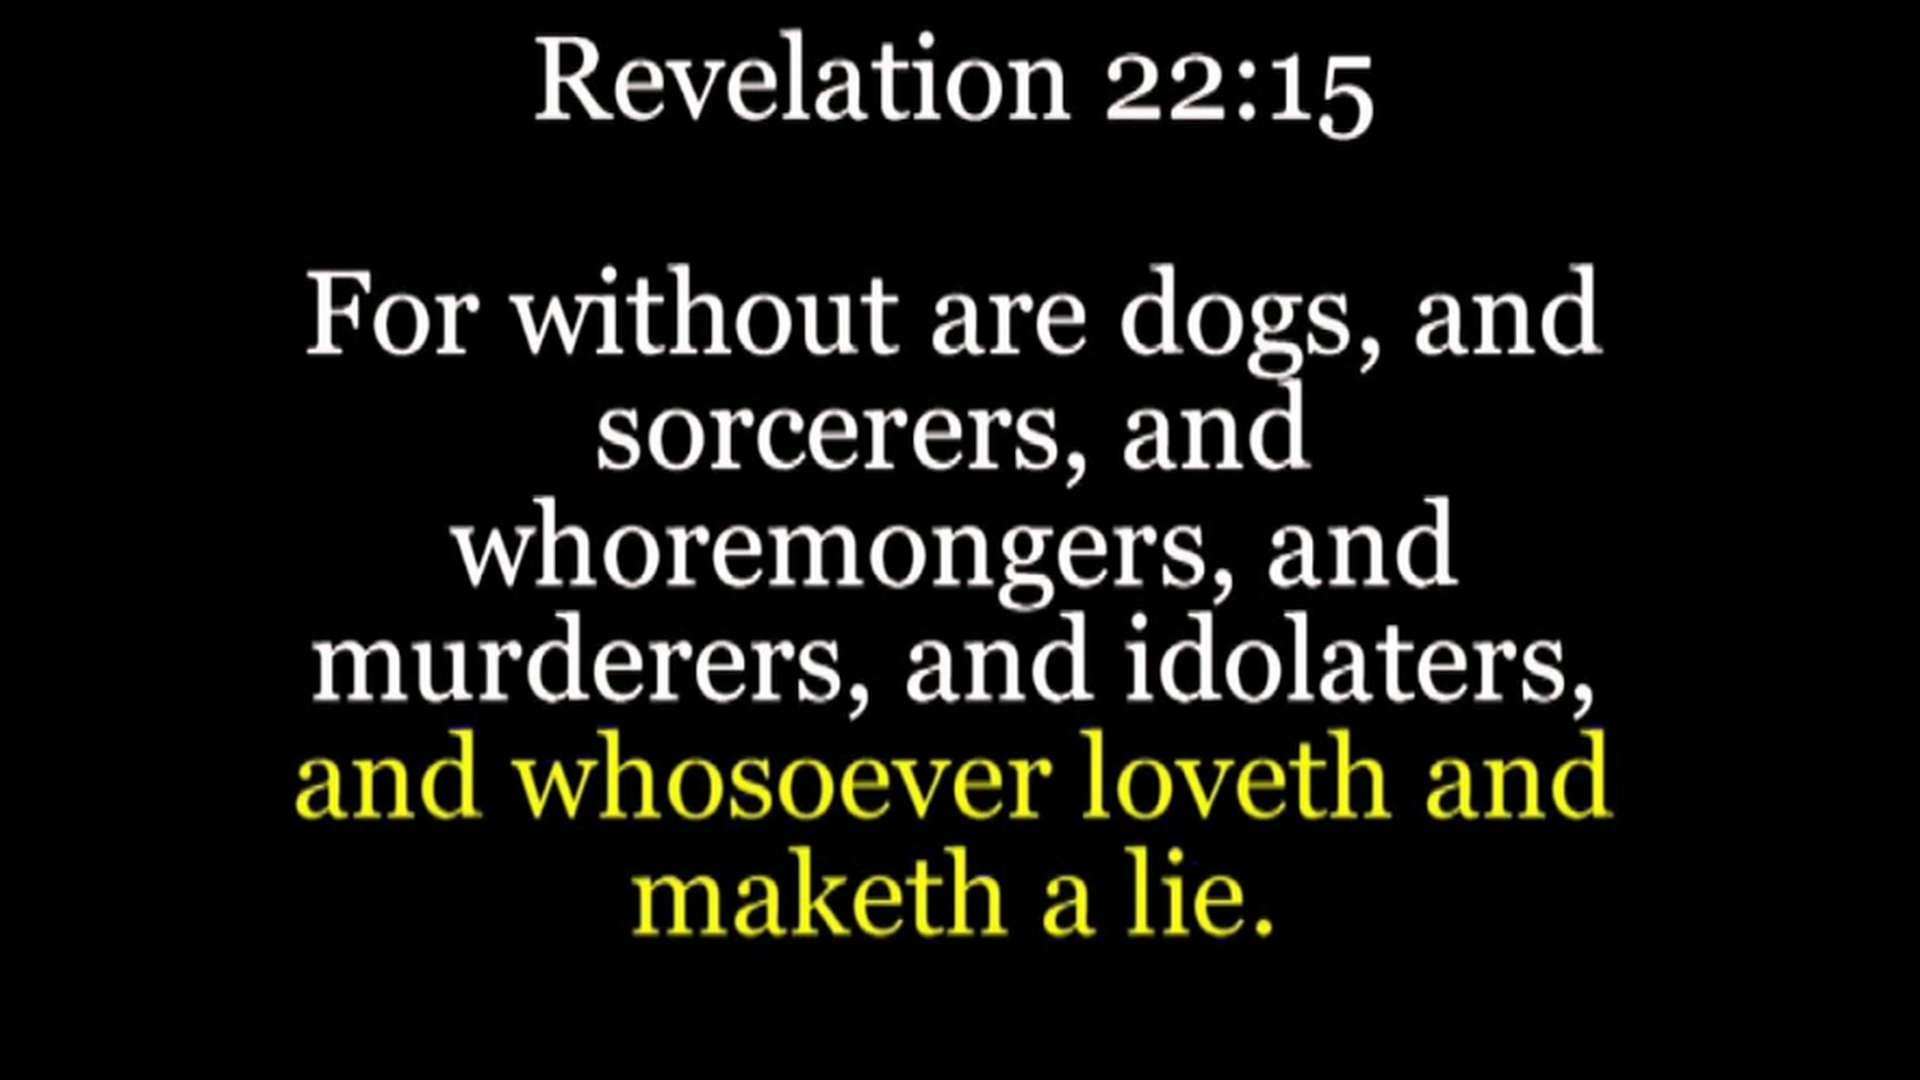 Revelation 22:15
For without are dogs, and
sorcerers, and
whoremongers, and
murderers, and idolaters,
and whosoever loveth and
maketh a lie.